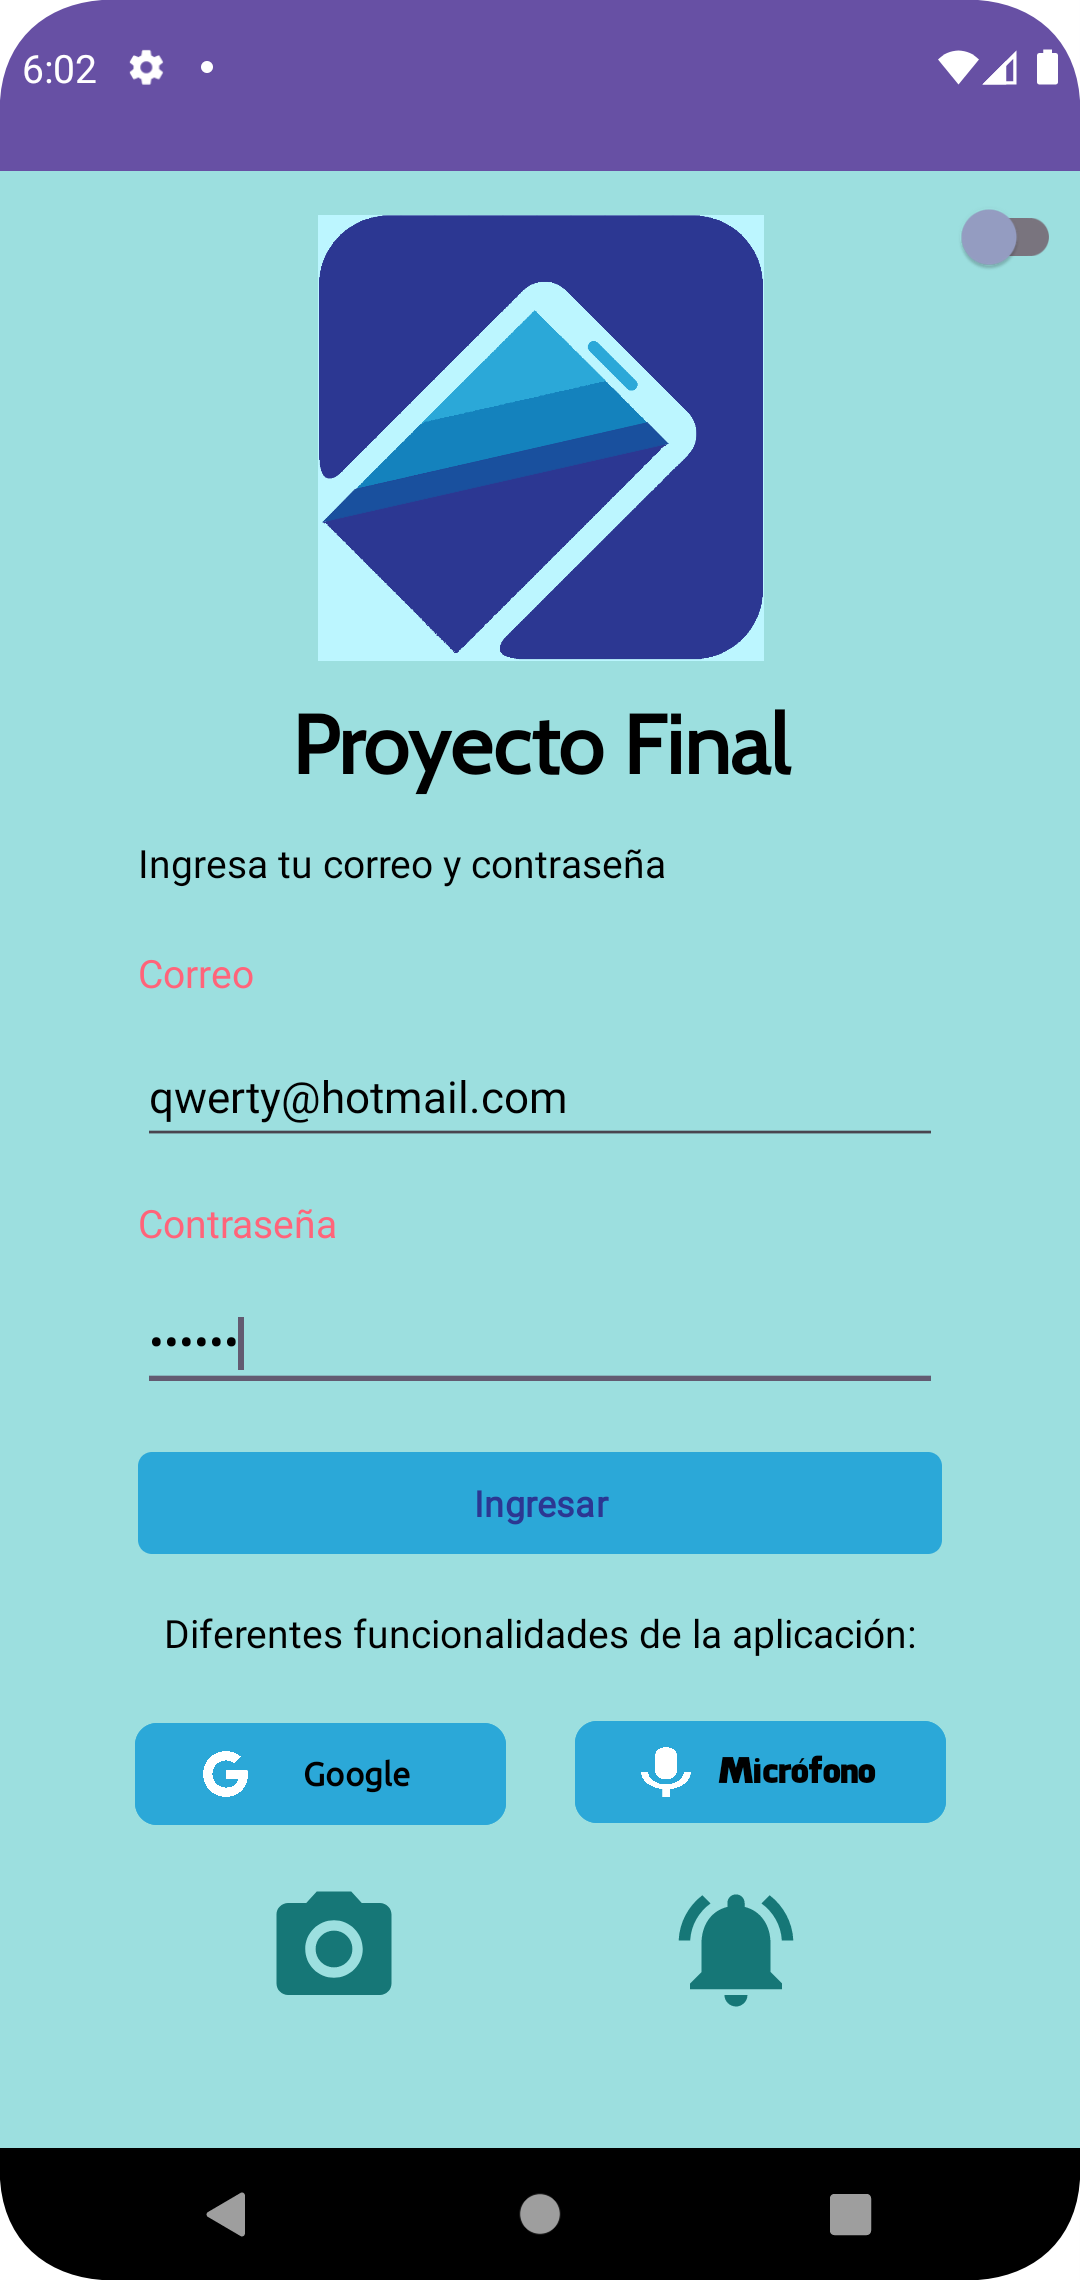 6:02
Proyecto Final
Ingresa tu correo y contraseña
Correo
qwerty@hotmail.com
Contraseña
••••••
Ingresar
Diferentes funcionalidades de la aplicación:
Google
Micrófono